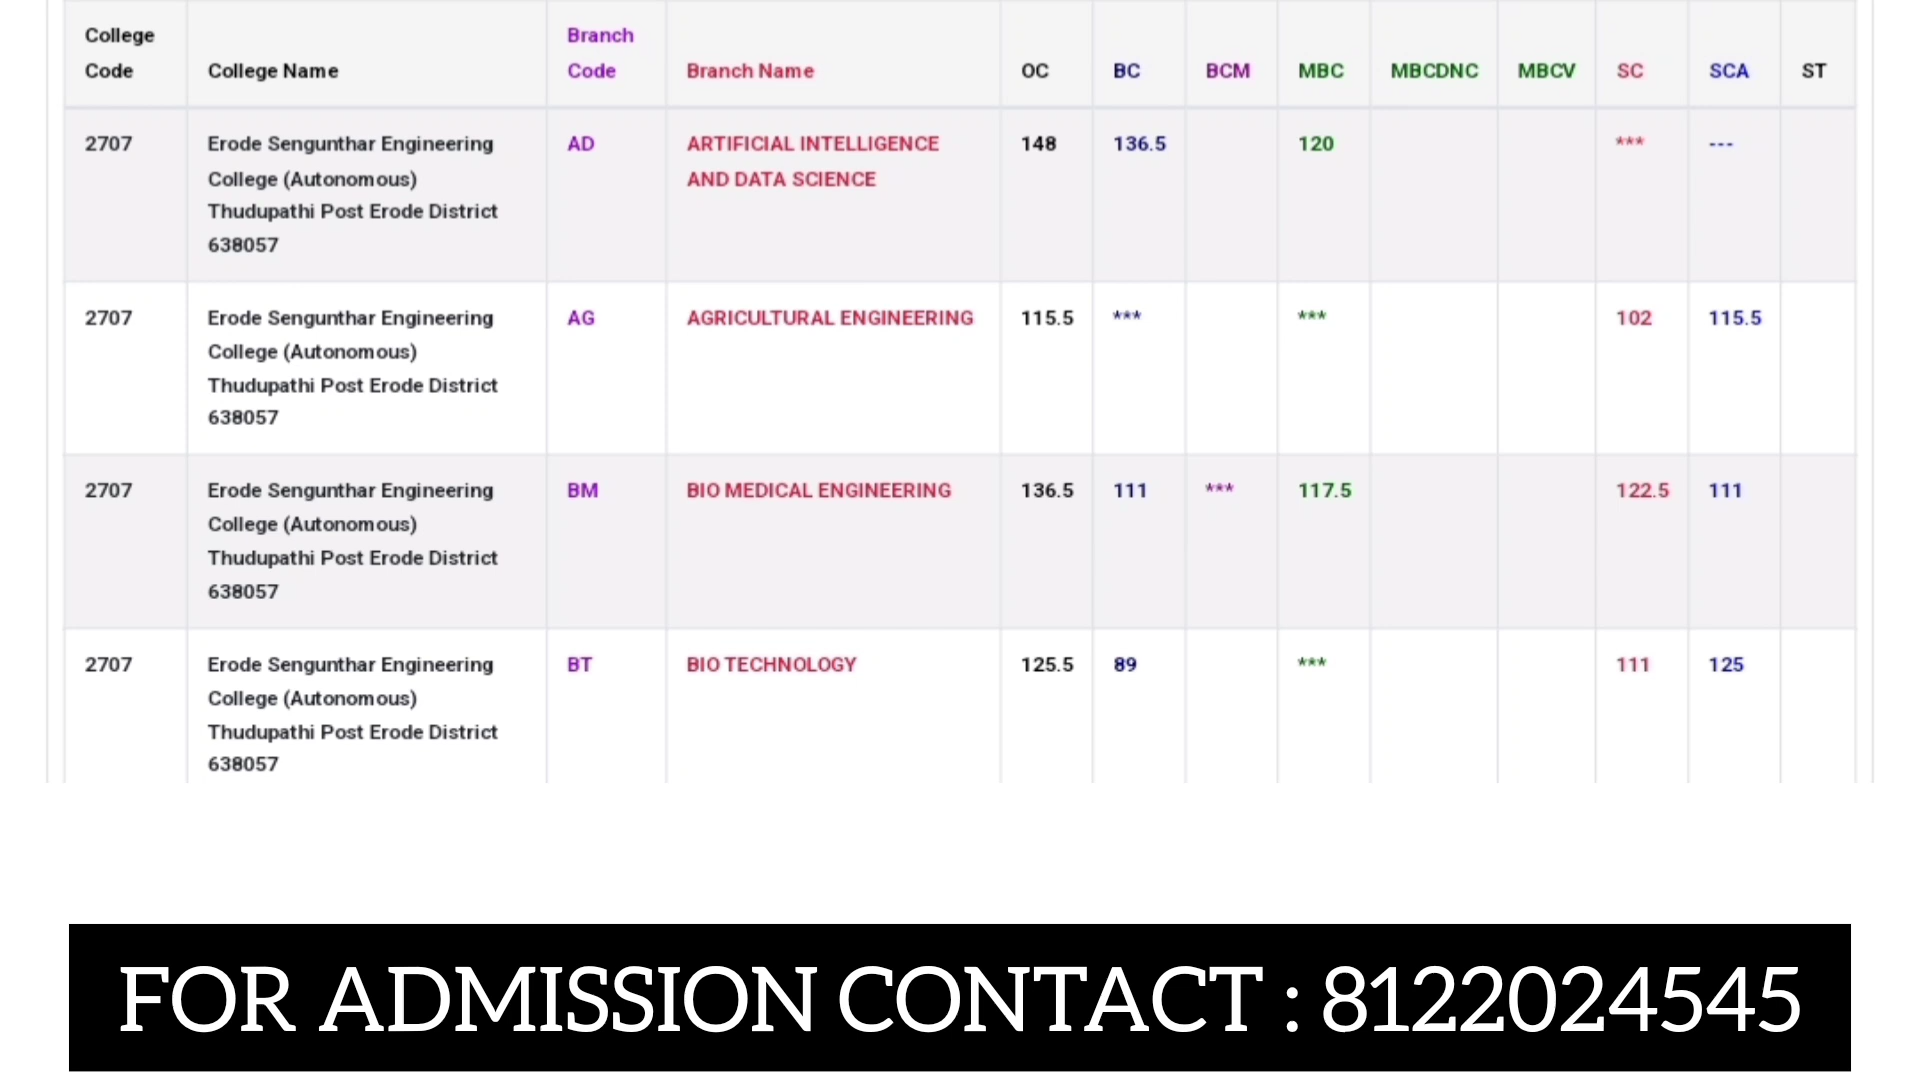 College Code College Name Branch Code Branch Name OC BC BCM MBC MBCDNC MBCV SC SCA ST
2707 Erode Sengunthar Engineering AD ARTIFICIAL INTELLIGENCE 148 136.5 120 *** ---
College (Autonomous) AND DATA SCIENCE
Thudupathi Post Erode District
638057
2707 Erode Sengunthar Engineering AG AGRICULTURAL ENGINEERING 115.5 *** *** 102 115.5
College (Autonomous)
Thudupathi Post Erode District
638057
2707 Erode Sengunthar Engineering BM BIO MEDICAL ENGINEERING 136.5 111 *** 117.5 122.5 111
College (Autonomous)
Thudupathi Post Erode District
638057
2707 Erode Sengunthar Engineering BT BIO TECHNOLOGY 125.5 89 *** 111 125
College (Autonomous)
Thudupathi Post Erode District
638057
FOR ADMISSION CONTACT : 8122024545